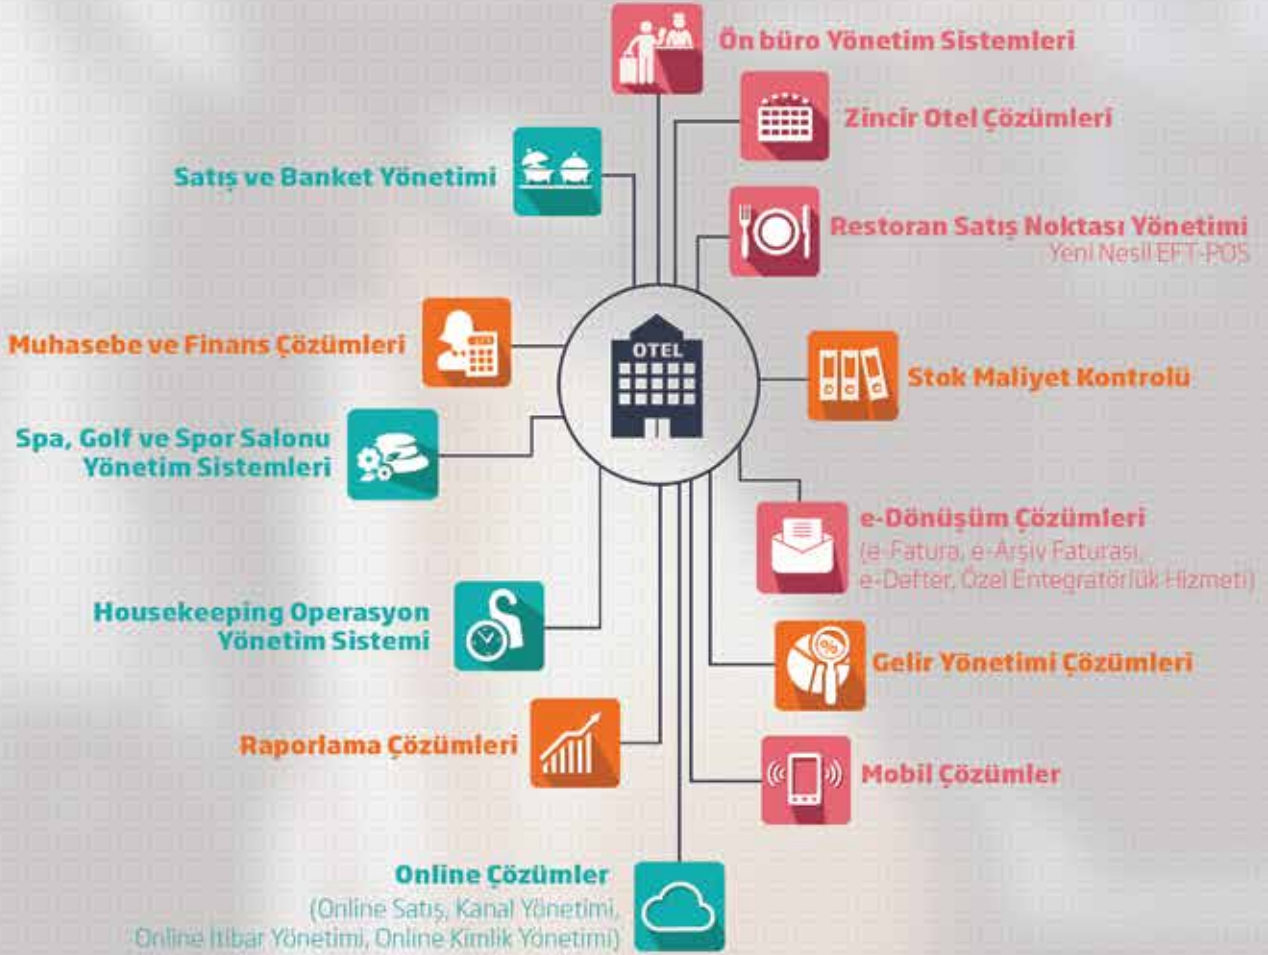 Ön büro Yönetim Sistemleri
Zincir Otel Çözümleri
Satış ve Banket Yönetimi
Restoran Satış Noktası Yönetimi
Yeni Nesil EFT-POS
Muhasebe ve Finans Çözümleri
OTEL
Stok Maliyet Kontrolü
Spa, Golf ve Spor Salonu
Yönetim Sistemleri
e-Dönüşüm Çözümleri
(e-Fatura, e-Arşiv Faturası,
e-Defter, Özel Entegratörlük Hizmeti)
Housekeeping Operasyon
Yönetim Sistemi
Gelir Yönetimi Çözümleri
Raporlama Çözümleri
Mobil Çözümler
Online Çözümler
(Online Satış, Kanal Yönetimi,
Online İtibar Yönetimi, Online Kimlik Yönetimi)